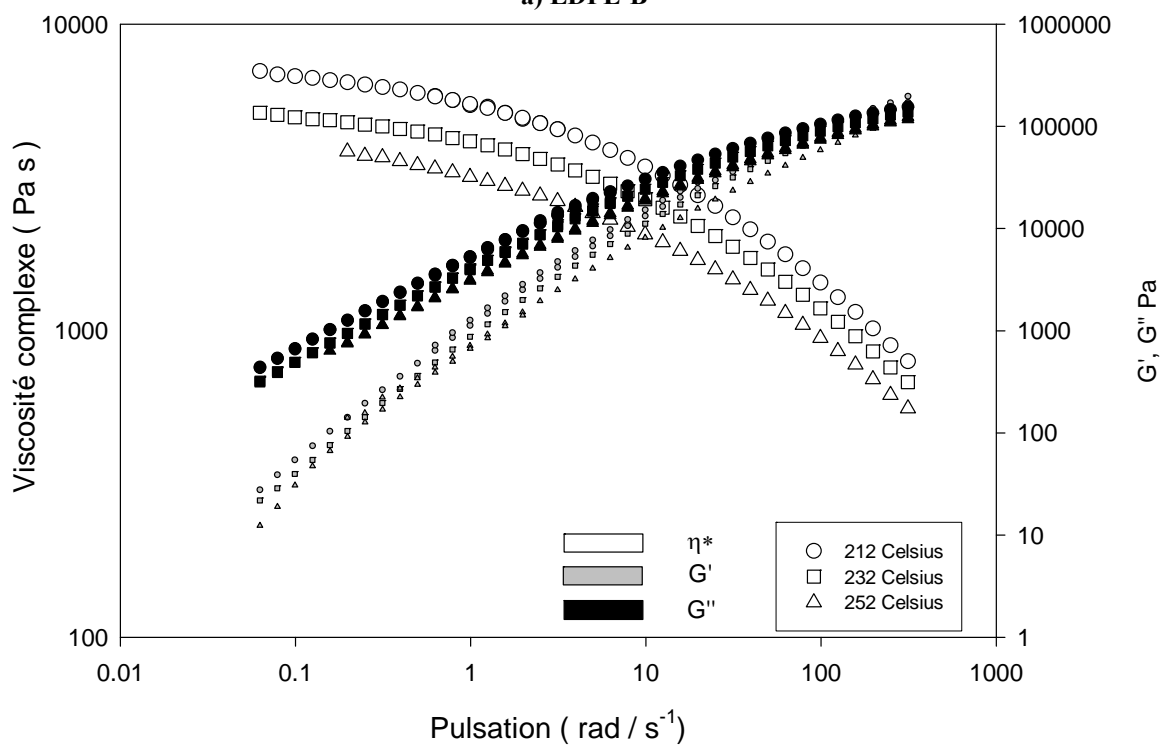 10000
1000
100
Viscosité complexe ( Pa s )
1000000
100000
10000
1000
100
10
1
G', G'' Pa
η*
G'
G''
212 Celsius
232 Celsius
252 Celsius
0.01
0.1
1
10
100
1000
Pulsation ( rad / s⁻¹)